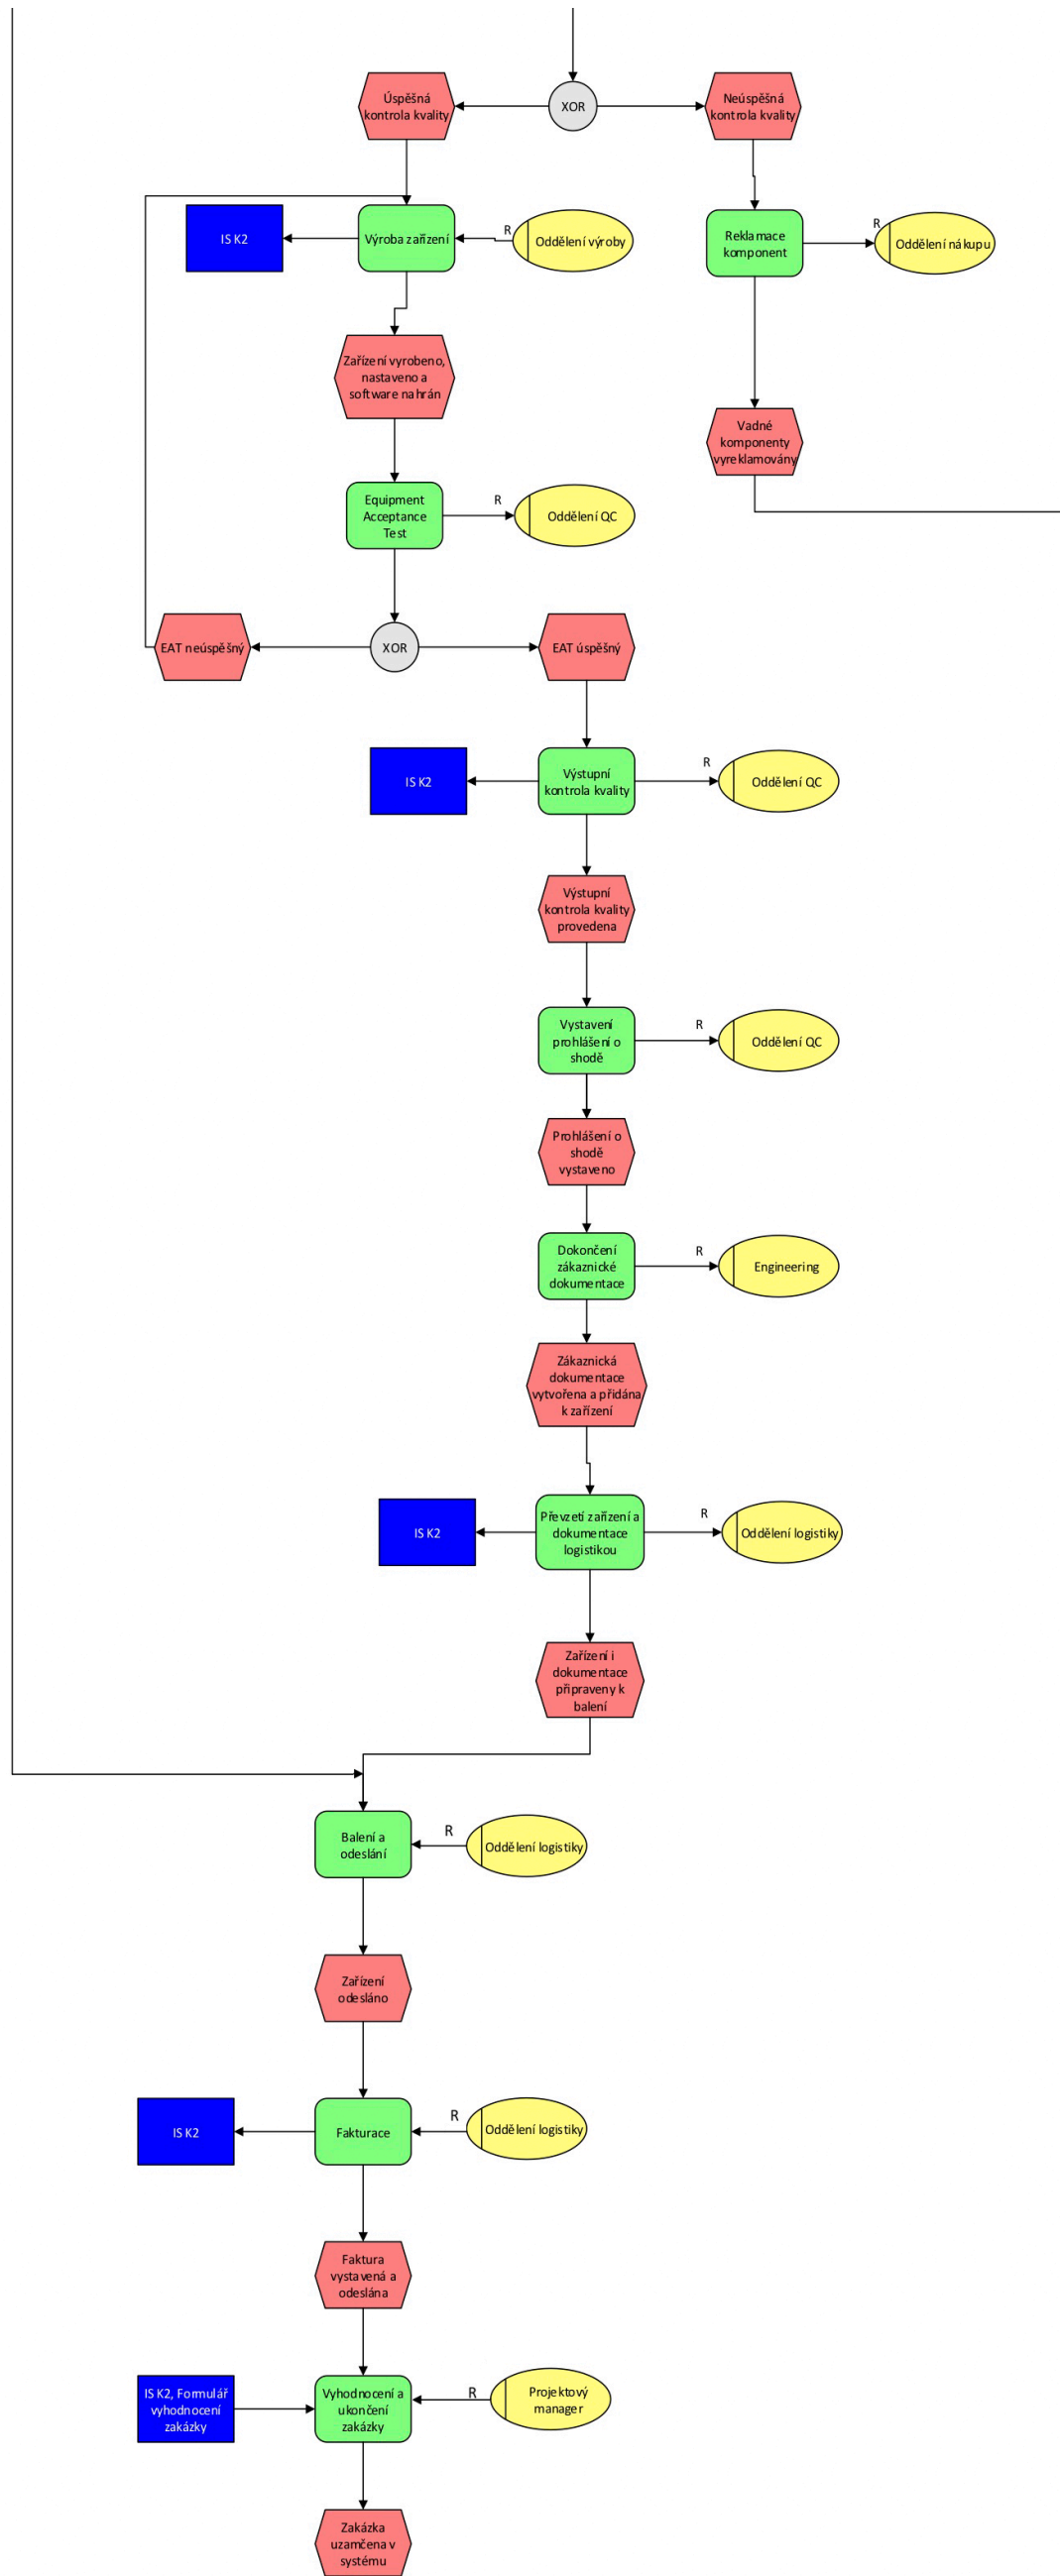 Úspěšná
kontrola kvality
XOR
Neúspěšná
kontrola kvality
IS K2
Výroba zařízení
R
Oddělení výroby
Reklamace
komponent
R
Oddělení nákupu
Zařízení vyrobeno,
nastaveno a
software nahrán
Vadné
komponenty
vyreklamovány
Equipment
Acceptance
Test
R
Oddělení QC
EAT neúspěšný
XOR
EAT úspěšný
IS K2
Výstupní
kontrola kvality
R
Oddělení QC
Výstupní
kontrola kvality
provedena
Vystavení
prohlášení o
shodě
R
Oddělení QC
Prohlášení o
shodě
vystaveno
Dokončení
zákaznické
dokumentace
R
Engineering
Zákaznická
dokumentace
vytvořena a přidána
k zařízení
IS K2
Převzetí zařízení a
dokumentace
logistikou
R
Oddělení logistiky
Zařízení i
dokumentace
připraveny k
balení
Balení a
odeslání
R
Oddělení logistiky
Zařízení
odesláno
IS K2
Fakturace
R
Oddělení logistiky
Faktura
vystavená a
odeslána
IS K2, Formulář
vyhodnocení
zakázky
Vyhodnocení a
ukončení
zakázky
R
Projektový
manager
Zakázka
uzamčena v
systému